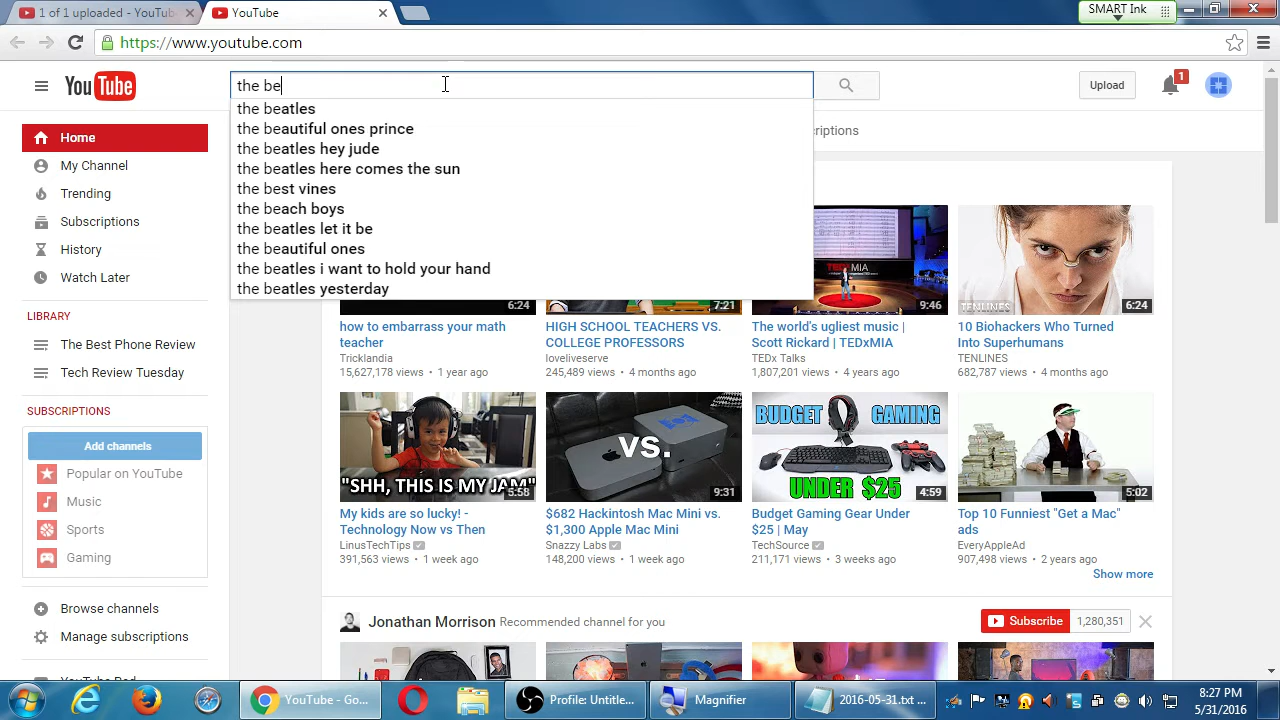 1 of 1 uploaded - YouTub
YouTube
SMART Ink
https://www.youtube.com
YouTube
the be
Upload
1
the beatles
the beautiful ones prince
the beatles hey jude
the beatles here comes the sun
the best vines
the beach boys
the beatles let it be
the beautiful ones
the beatles i want to hold your hand
the beatles yesterday
criptions
Home
My Channel
Trending
Subscriptions
History
Watch Late
LIBRARY
The Best Phone Review
Tech Review Tuesday
SUBSCRIPTIONS
Add channels
Popular on YouTube
Music
Sports
Gaming
Browse channels
Manage subscriptions
MIA
TENLINES
6:24
7:21
9:46
6:24
how to embarrass your math
teacher
Tricklandia
15,627,178 views • 1 year ago
HIGH SCHOOL TEACHERS VS.
COLLEGE PROFESSORS
loveliveserve
245,489 views • 4 months ago
The world's ugliest music |
Scott Rickard | TEDxMIA
TEDx Talks
1,807,201 views • 4 years ago
10 Biohackers Who Turned
Into Superhumans
TENLINES
682,787 views • 4 months ago
"SHH, THIS IS MY JAM"
5:58
VS.
9:31
BUDGET GAMING
UNDER $25
4:59
5:02
My kids are so lucky! -
Technology Now vs Then
LinusTechTips
391,563 views • 1 week ago
$682 Hackintosh Mac Mini vs.
$1,300 Apple Mac Mini
Snazzy Labs
148,200 views • 1 week ago
Budget Gaming Gear Under
$25 | May
TechSource
211,171 views • 3 weeks ago
Top 10 Funniest "Get a Mac"
ads
EveryAppleAd
907,498 views • 2 years ago
Show more
Jonathan Morrison Recommended channel for you
Subscribe 1,280,351
YouTube - Go...
Profile: Untitle...
Magnifier
2016-05-31.txt ...
8:27 PM
5/31/2016